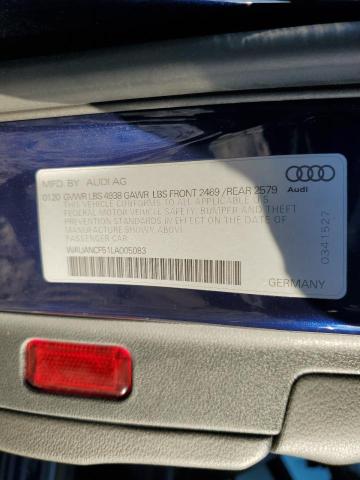 MFD. BY AUDI AG
01/20 GVWR LBS 4938 GAWR LBS FRONT 2469 /REAR 2579
THIS VEHICLE CONFORMS TO ALL APPLICABLE U.S.
FEDERAL MOTOR VEHICLE SAFETY, BUMPER AND THEFT
PREVENTION STANDARDS IN EFFECT ON THE DATE OF
MANUFACTURE SHOWN ABOVE
PASSENGER CAR
WAUANCF51LA005083
Audi
0341527
GERMANY